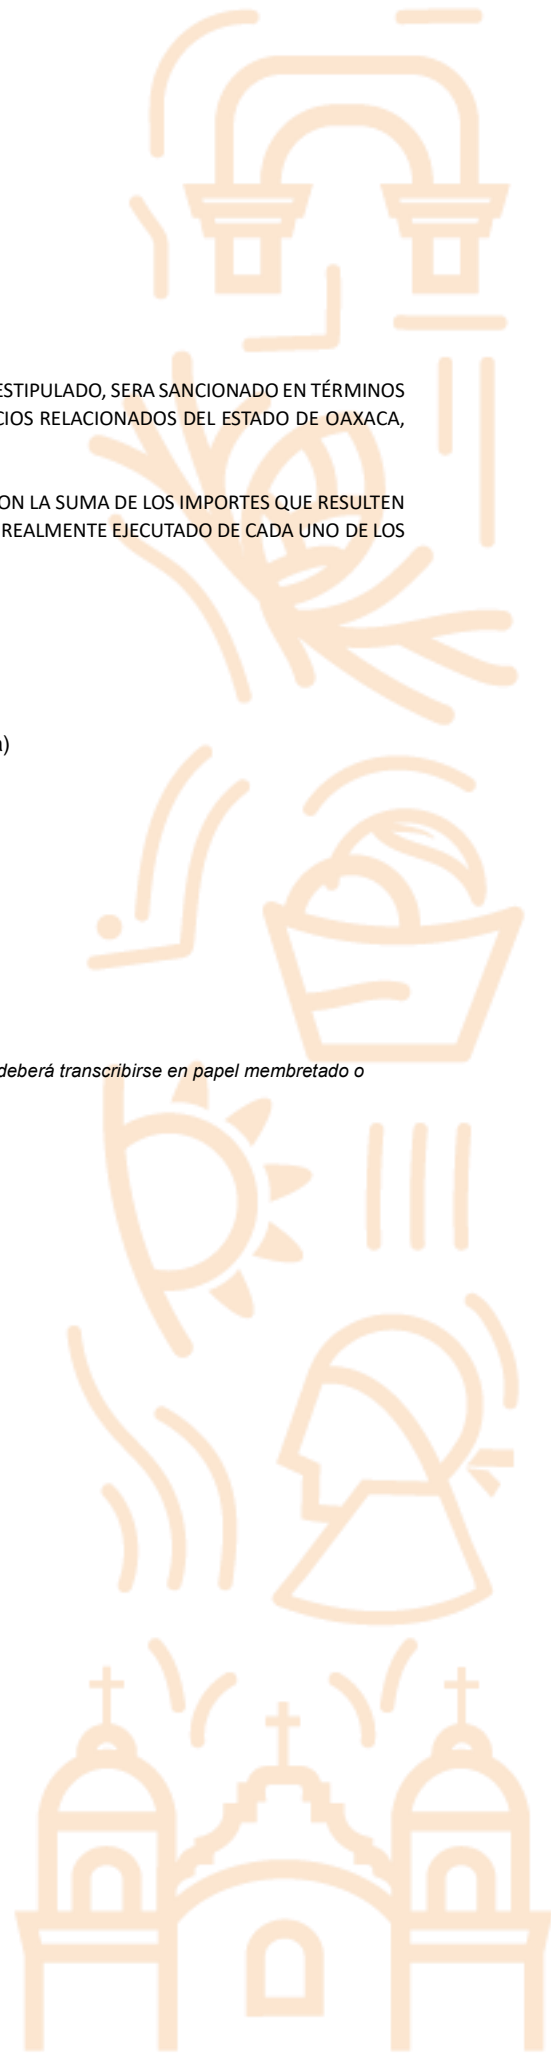 ESTIPULADO, SERA SANCIONADO EN TÉRMINOS
CIOS RELACIONADOS DEL ESTADO DE OAXACA,
ON LA SUMA DE LOS IMPORTES QUE RESULTEN
REALMENTE EJECUTADO DE CADA UNO DE LOS
)
deberá transcribirse en papel membretado o